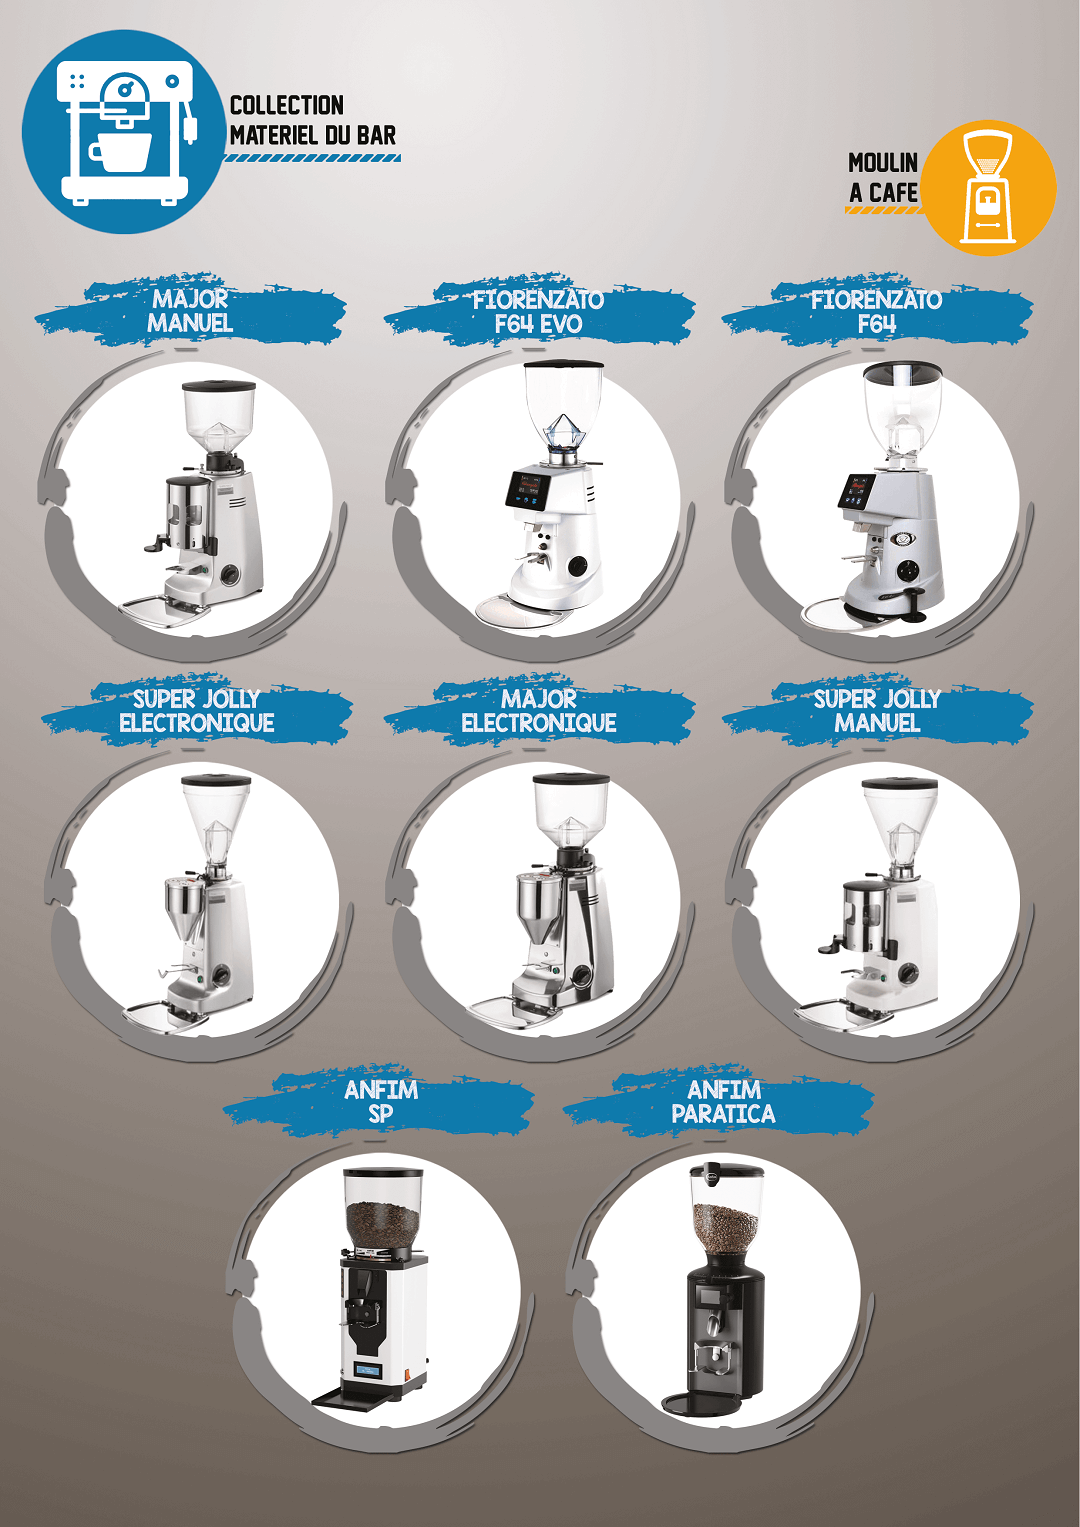 COLLECTION
MATERIEL DU BAR
MOULIN
A CAFE
MAJOR
MANUEL
FIORENZATO
F64 EVO
FIORENZATO
F64
SUPER JOLLY
ELECTRONIQUE
MAJOR
ELECTRONIQUE
SUPER JOLLY
MANUEL
ANFIM
SP
ANFIM
PARATICA